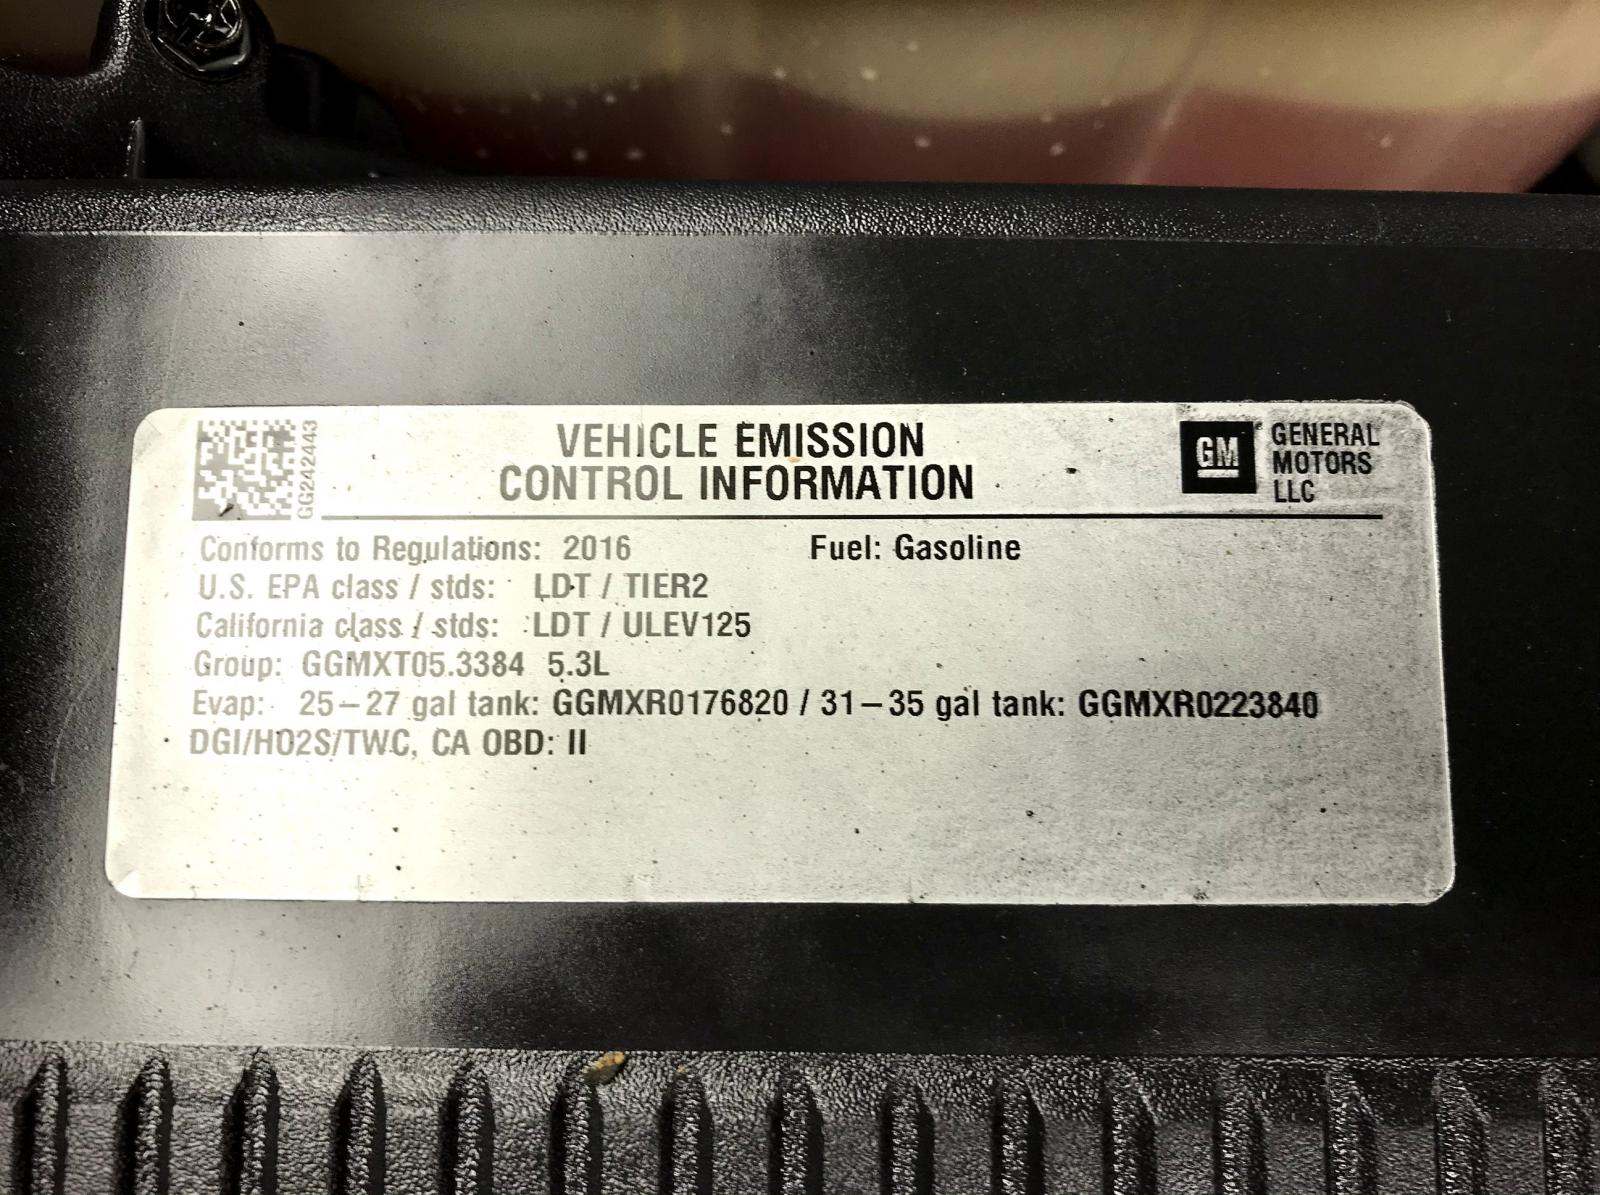 GG242443
VEHICLE EMISSION
CONTROL INFORMATION
GM
GENERAL
MOTORS
LLC
Conforms to Regulations: 2016 Fuel: Gasoline
U.S. EPA class / stds: LDT / TIER2
California class / stds: LDT / ULEV125
Group: GGMXT05.3384 5.3L
Evap: 25–27 gal tank: GGMXR0176820 / 31–35 gal tank: GGMXR0223840
DGI/HO2S/TWC, CA OBD: II